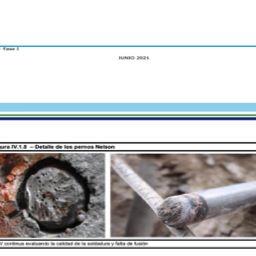 Fase I
JUNIO 2021
ura IV.1.8 – Detalle de los pernos Nelson
V continua evaluando la calidad de la soldadura y falta de fusión